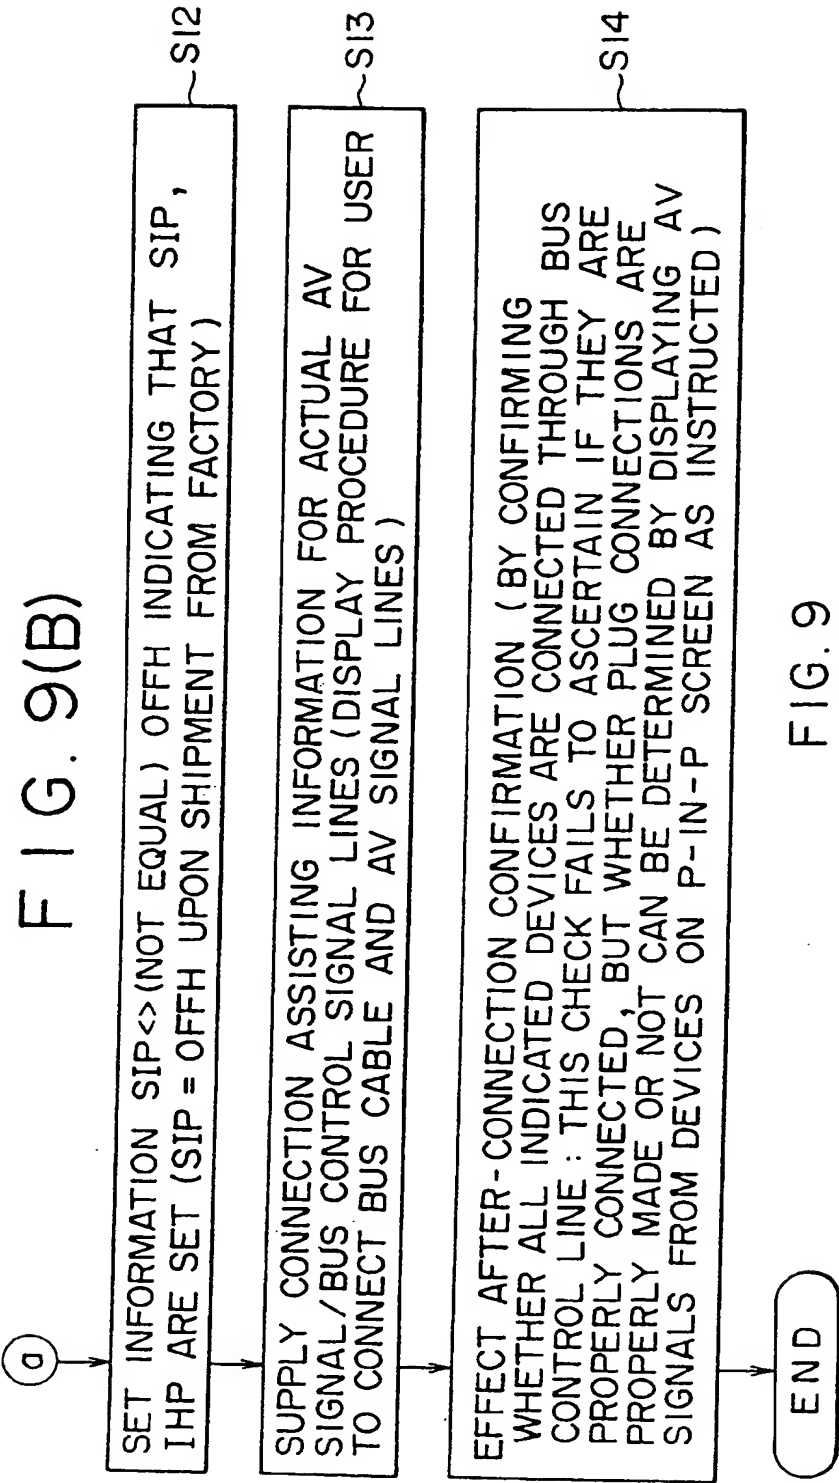 FIG. 9(B)
a
SET INFORMATION SIP<>(NOT EQUAL) OFFH INDICATING THAT SIP,
IHP ARE SET (SIP = OFFH UPON SHIPMENT FROM FACTORY)
S12
SUPPLY CONNECTION ASSISTING INFORMATION FOR ACTUAL AV
SIGNAL/BUS CONTROL SIGNAL LINES (DISPLAY PROCEDURE FOR USER
TO CONNECT BUS CABLE AND AV SIGNAL LINES)
S13
EFFECT AFTER-CONNECTION CONFIRMATION (BY CONFIRMING
WHETHER ALL INDICATED DEVICES ARE CONNECTED THROUGH BUS
CONTROL LINE : THIS CHECK FAILS TO ASCERTAIN IF THEY ARE
PROPERLY CONNECTED, BUT WHETHER PLUG CONNECTIONS ARE
PROPERLY MADE OR NOT CAN BE DETERMINED BY DISPLAYING AV
SIGNALS FROM DEVICES ON P-IN-P SCREEN AS INSTRUCTED)
S14
END
FIG. 9